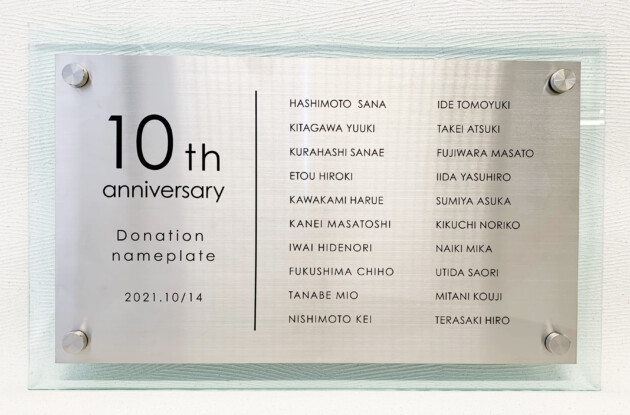 10th
anniversary
Donation
nameplate
2021.10/14
HASHIMOTO SANA
KITAGAWA YUUKI
KURAHASHI SANAE
ETOU HIROKI
KAWAKAMI HARUE
KANEI MASATOSHI
IWAI HIDENORI
FUKUSHIMA CHIHO
TANABE MIO
NISHIMOTO KEI
IDE TOMOYUKI
TAKEI ATSUKI
FUJIWARA MASATO
IIDA YASUHIRO
SUMIYA ASUKA
KIKUCHI NORIKO
NAIKI MIKA
UTIDA SAORI
MITANI KOUJI
TERASAKI HIRO